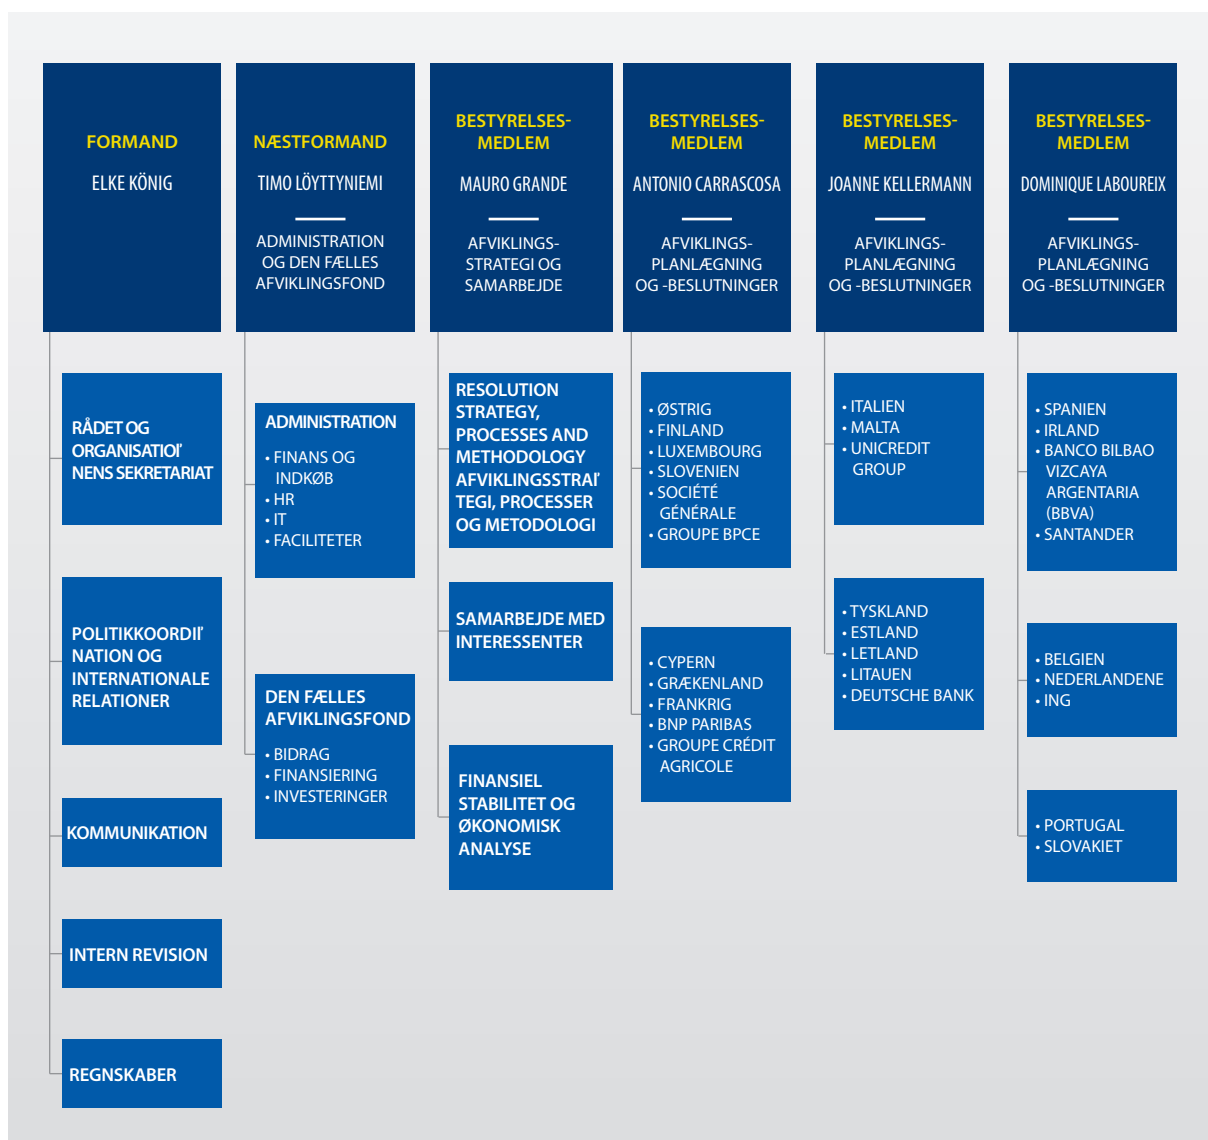 FORMAND
ELKE KÖNIG
RÅDET OG
ORGANISATIOľ
NENS SEKRETARIAT
POLITIKKOORDIľ
NATION OG
INTERNATIONALE
RELATIONER
KOMMUNIKATION
INTERN REVISION
REGNSKABER
NÆSTFORMAND
TIMO LÖYTTYNIEMI
ADMINISTRATION
OG DEN FÆLLES
AFVIKLINGSFOND
ADMINISTRATION
• FINANS OG
INDKØB
• HR
• IT
• FACILITETER
DEN FÆLLES
AFVIKLINGSFOND
• BIDRAG
• FINANSIERING
• INVESTERINGER
BESTYRELSES-
MEDLEM
MAURO GRANDE
AFVIKLINGS-
STRATEGI OG
SAMARBEJDE
RESOLUTION
STRATEGY,
PROCESSES AND
METHODOLOGY
AFVIKLINGSSTRAľ
TEGI, PROCESSER
OG METODOLOGI
SAMARBEJDE MED
INTERESSENTER
FINANSIEL
STABILITET OG
ØKONOMISK
ANALYSE
BESTYRELSES-
MEDLEM
ANTONIO CARRASCOSA
AFVIKLINGS-
PLANLÆGNING
OG -BESLUTNINGER
• ØSTRIG
• FINLAND
• LUXEMBOURG
• SLOVENIEN
• SOCIÉTÉ
GÉNÉRALE
• GROUPE BPCE
• CYPERN
• GRÆKENLAND
• FRANKRIG
• BNP PARIBAS
• GROUPE CRÉDIT
AGRICOLE
BESTYRELSES-
MEDLEM
JOANNE KELLERMANN
AFVIKLINGS-
PLANLÆGNING
OG -BESLUTNINGER
• ITALIEN
• MALTA
• UNICREDIT
GROUP
• TYSKLAND
• ESTLAND
• LETLAND
• LITAUEN
• DEUTSCHE BANK
BESTYRELSES-
MEDLEM
DOMINIQUE LABOUREIX
AFVIKLINGS-
PLANLÆGNING
OG -BESLUTNINGER
• SPANIEN
• IRLAND
• BANCO BILBAO
VIZCAYA
ARGENTARIA
(BBVA)
• SANTANDER
• BELGIEN
• NEDERLANDENE
• ING
• PORTUGAL
• SLOVAKIET